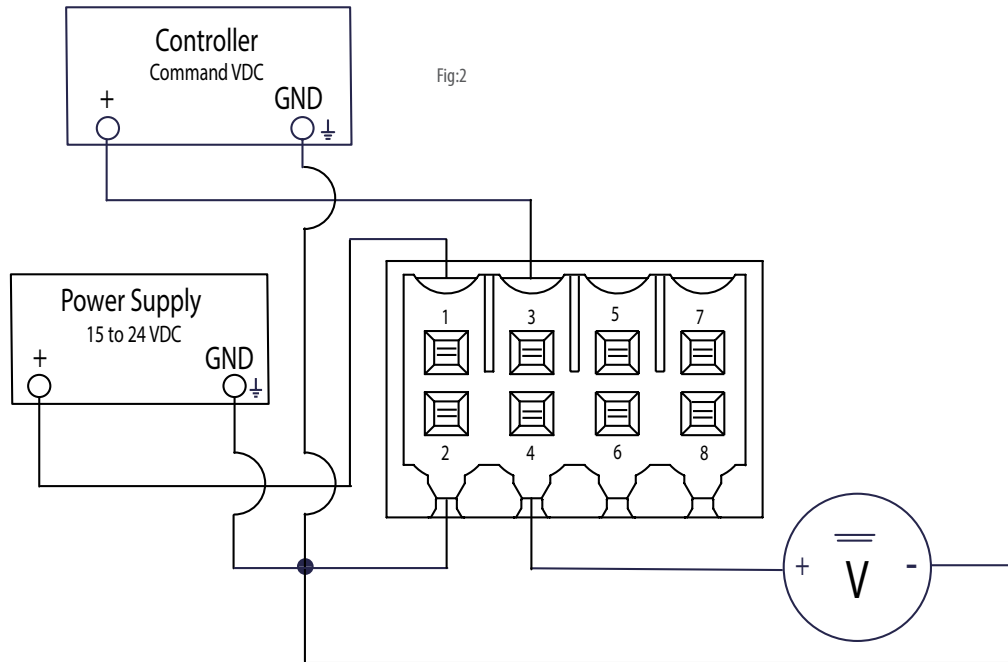 Controller
Command VDC
+
GND
Fig:2
Power Supply
15 to 24 VDC
+
GND
1 3 5 7
2 4 6 8
+ V -